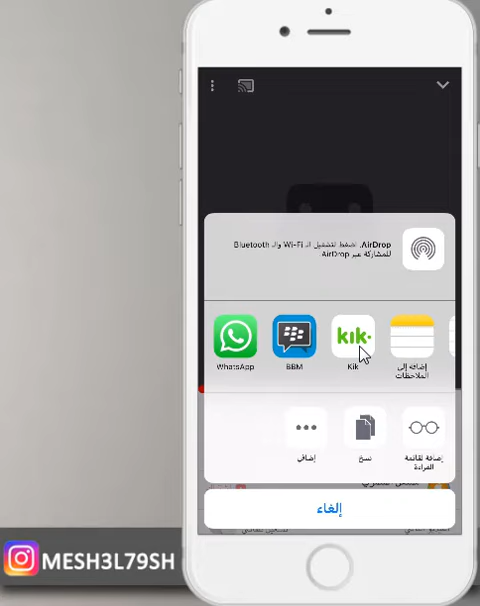 AirDrop. اضغط لتشغيل الـ Wi-Fi والـ Bluetooth
للمشاركة عبر AirDrop.
kik·
إضافة إلى
الملاحظات
Kik
BBM
WhatsApp
إضافة لقائمة
القراءة
نسخ
إضافي
إلغاء
MESH3L79SH